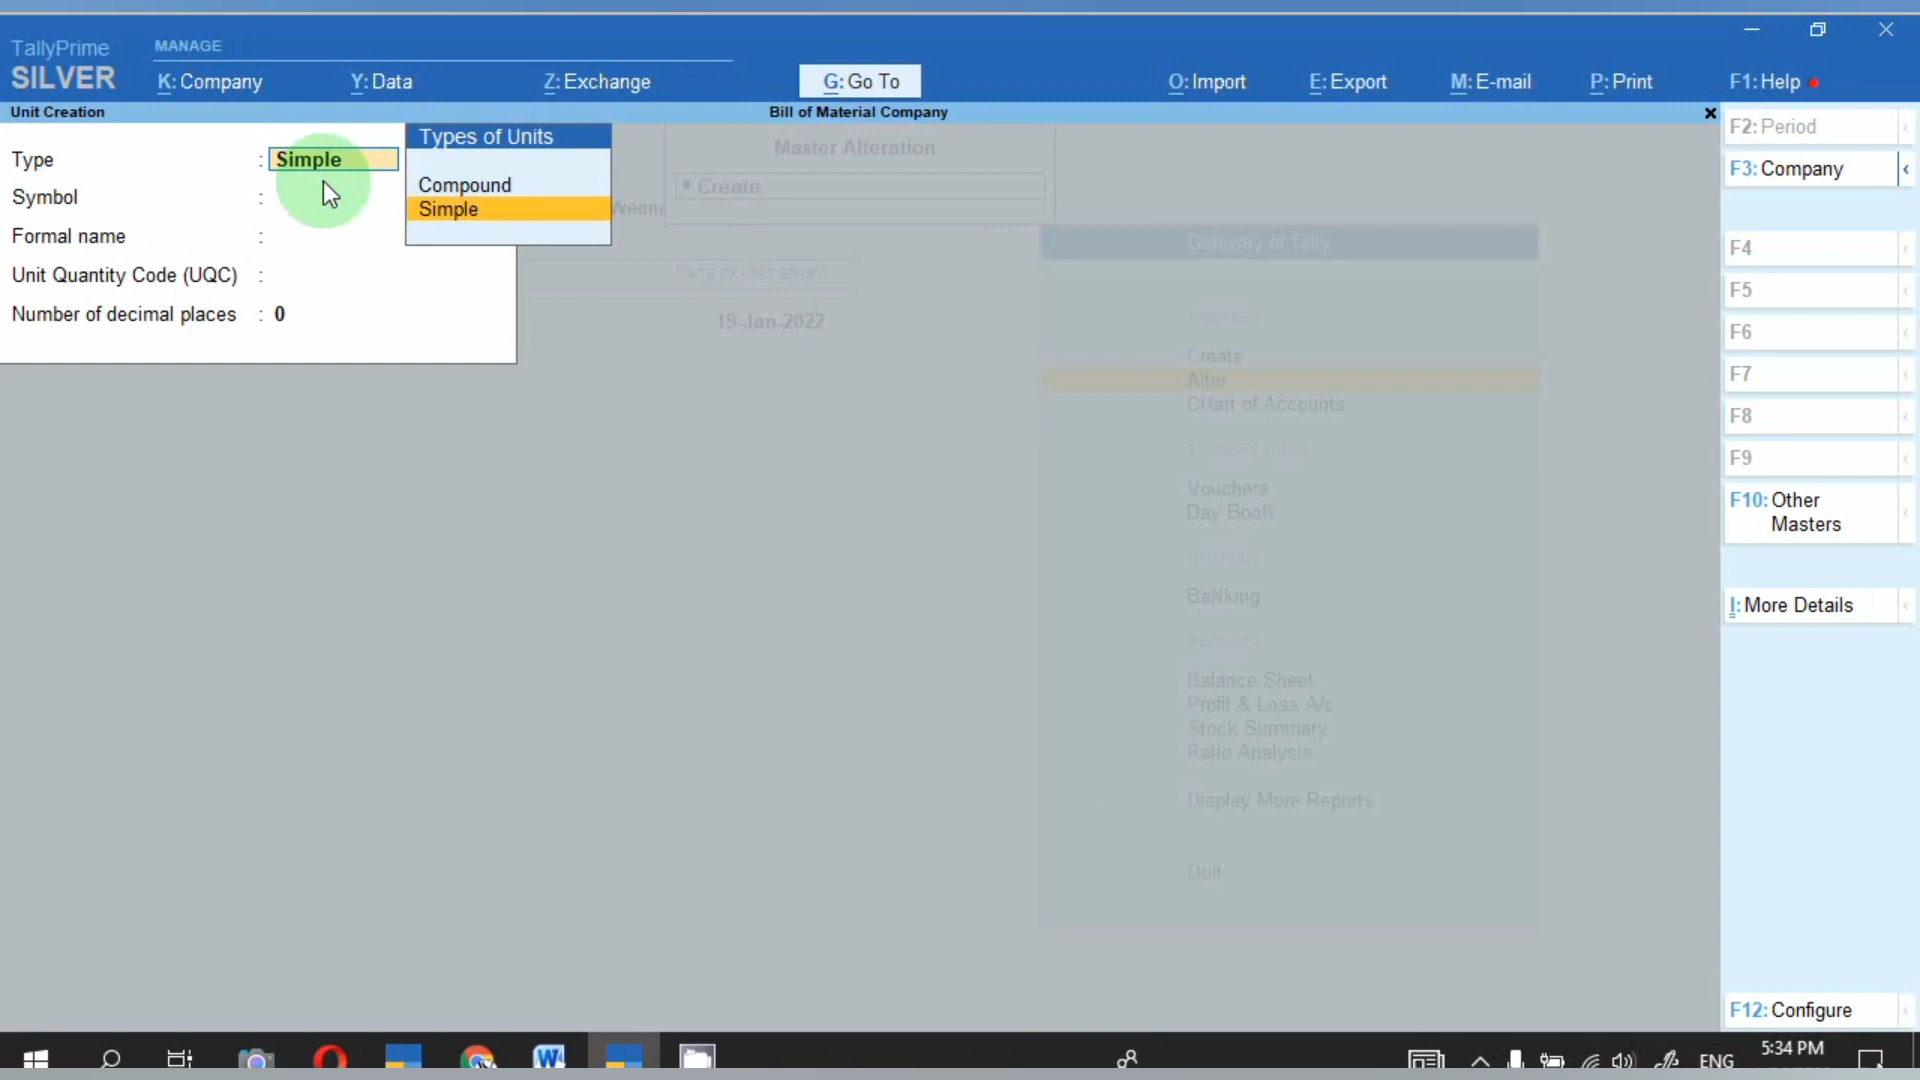 TallyPrime
SILVER
MANAGE
K: Company
Y: Data
Z: Exchange
G: Go To
O: Import
E: Export
M: E-mail
P: Print
F1: Help
Unit Creation
Bill of Material Company
Type : Simple
Symbol :
Formal name :
Unit Quantity Code (UQC) :
Number of decimal places : 0
Types of Units
Compound
Simple
Master Alteration
Create
DATE OF LAST ENTRY
19-Jan-2022
Gateway of Tally
Create
Alter
CHart of Accounts
Vouchers
Day BooK
BaNking
Balance Sheet
Profit & Loss A/c
Stock Summary
Ratio Analysis
Display More Reports
Quit
F2: Period
F3: Company
F4
F5
F6
F7
F8
F9
F10: Other
Masters
I: More Details
F12: Configure
ENG
5:34 PM